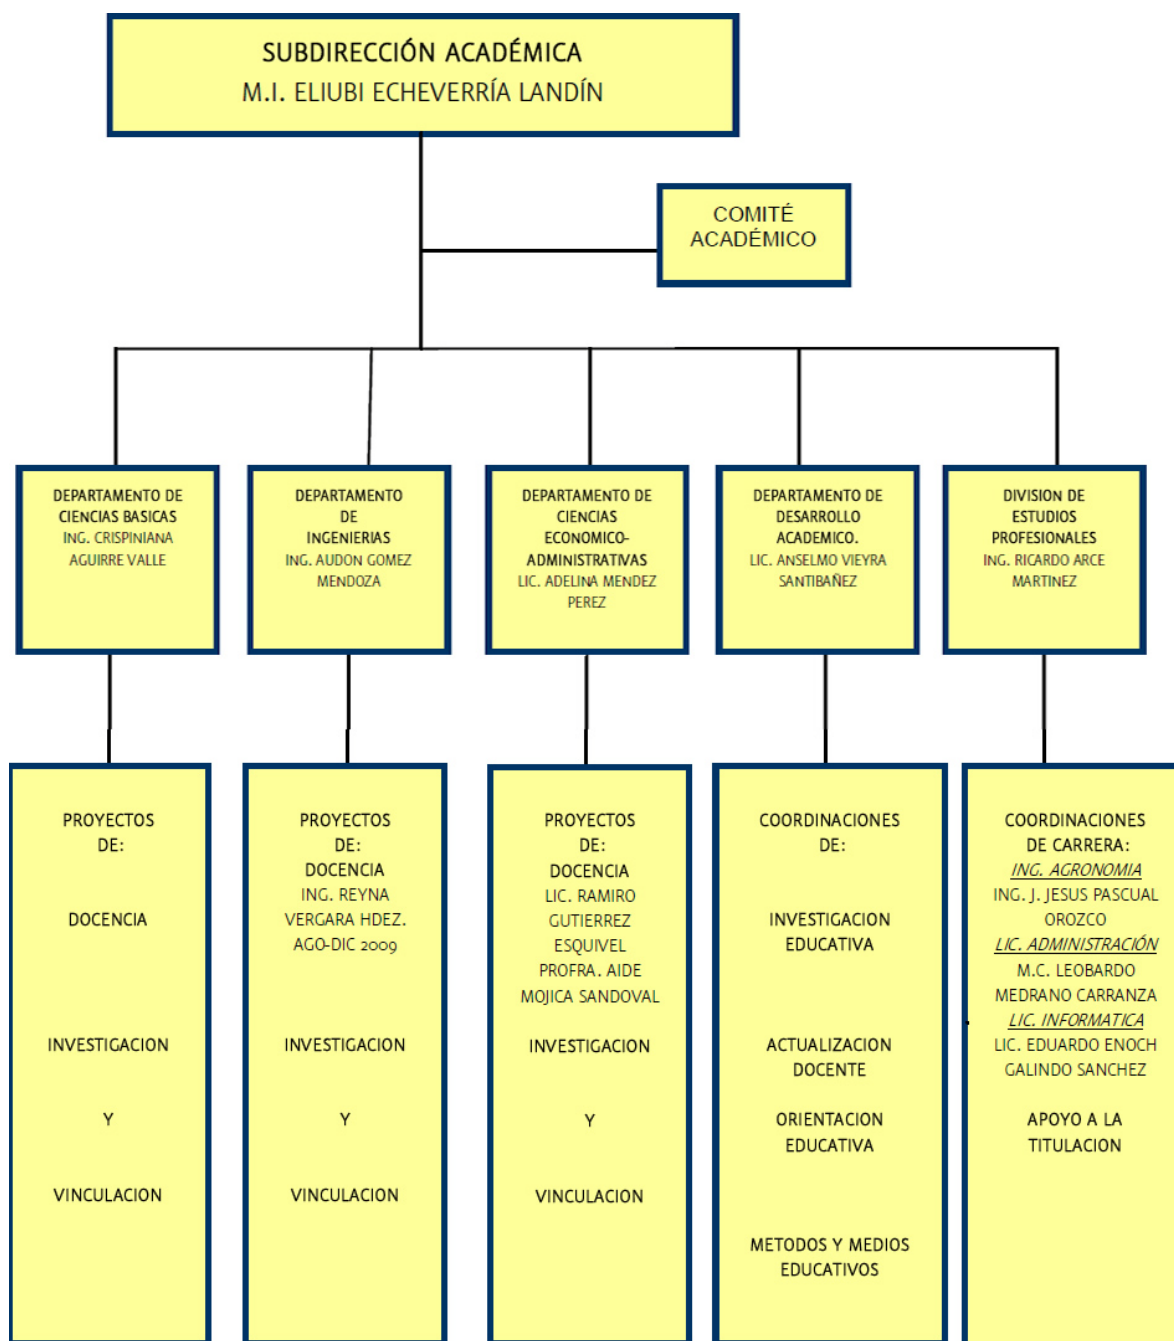 SUBDIRECCIÓN ACADÉMICA
M.I. ELIUBI ECHEVERRÍA LANDÍN
COMITÉ
ACADÉMICO
DEPARTAMENTO DE
CIENCIAS BASICAS
ING. CRISPINIANA
AGUIRRE VALLE
DEPARTAMENTO
DE
INGENIERIAS
ING. AUDON GOMEZ
MENDOZA
DEPARTAMENTO DE
CIENCIAS
ECONOMICO-
ADMINISTRATIVAS
LIC. ADELINA MENDEZ
PEREZ
DEPARTAMENTO DE
DESARROLLO
ACADEMICO.
LIC. ANSELMO VIEYRA
SANTIBAÑEZ
DIVISION DE
ESTUDIOS
PROFESIONALES
ING. RICARDO ARCE
MARTINEZ
PROYECTOS
DE:
DOCENCIA
INVESTIGACION
Y
VINCULACION
PROYECTOS
DE:
DOCENCIA
ING. REYNA
VERGARA HDEZ.
AGO-DIC 2009
INVESTIGACION
Y
VINCULACION
PROYECTOS
DE:
DOCENCIA
LIC. RAMIRO
GUTIERREZ
ESQUIVEL
PROFRA. AIDE
MOJICA SANDOVAL
INVESTIGACION
Y
VINCULACION
COORDINACIONES
DE:
INVESTIGACION
EDUCATIVA
ACTUALIZACION
DOCENTE
ORIENTACION
EDUCATIVA
METODOS Y MEDIOS
EDUCATIVOS
COORDINACIONES
DE CARRERA:
ING. AGRONOMIA
ING. J. JESUS PASCUAL
OROZCO
LIC. ADMINISTRACIÓN
M.C. LEOBARDO
MEDRANO CARRANZA
LIC. INFORMATICA
LIC. EDUARDO ENOCH
GALINDO SANCHEZ
APOYO A LA
TITULACION